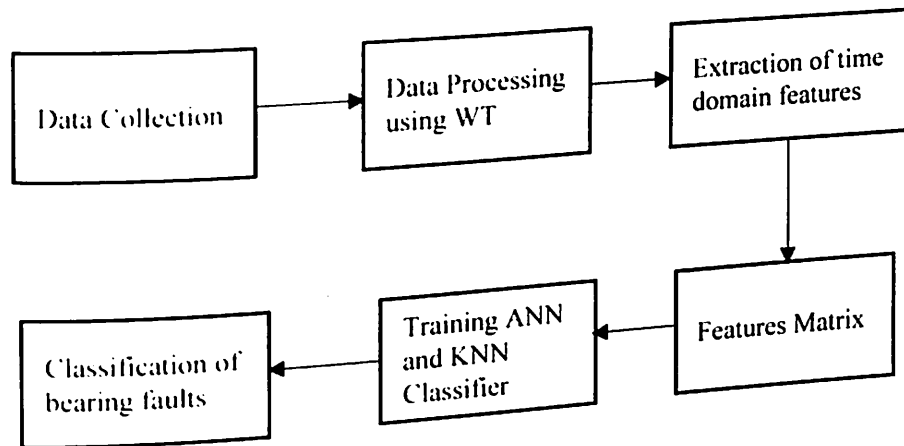 Data Collection
Data Processing
using WT
Extraction of time
domain features
Features Matrix
Training ANN
and KNN
Classifier
Classification of
bearing faults